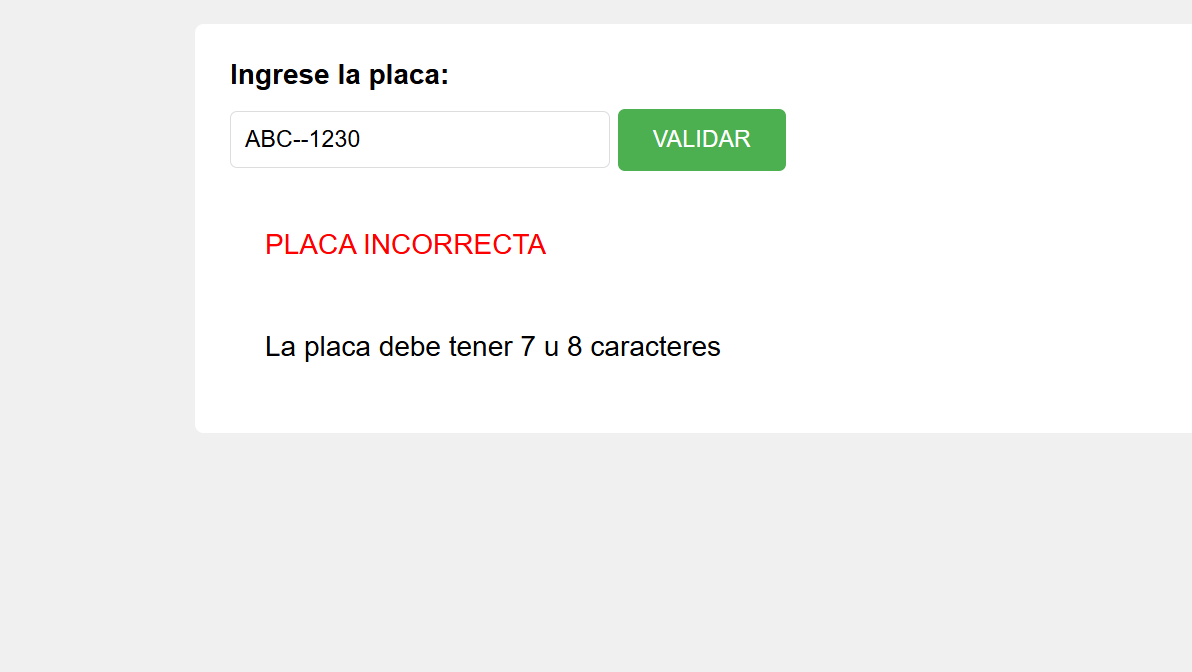 Ingrese la placa:
ABC--1230 VALIDAR
PLACA INCORRECTA
La placa debe tener 7 u 8 caracteres